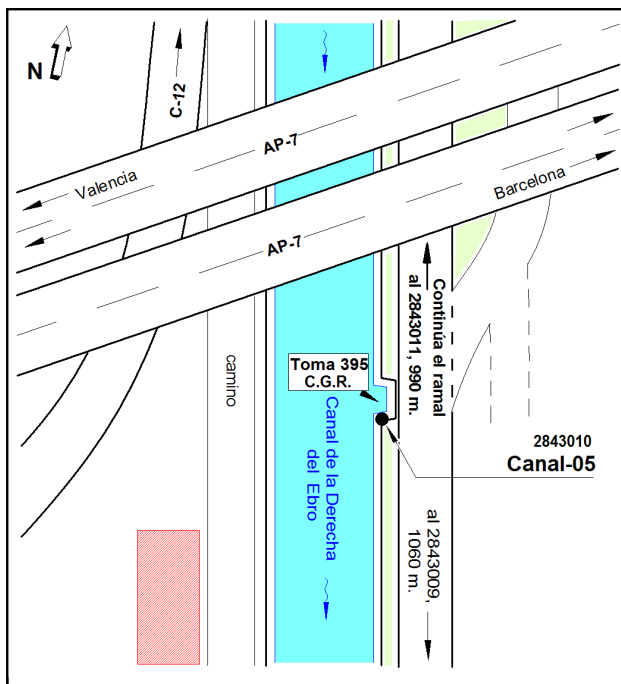 N
C-12
AP-7
Valencia
Barcelona
AP-7
Continúa el ramal
al 2843011, 990 m.
camino
Toma 395
C.G.R.
Canal de la Derecha
del Ebro
2843010
Canal-05
al 2843009,
1060 m.